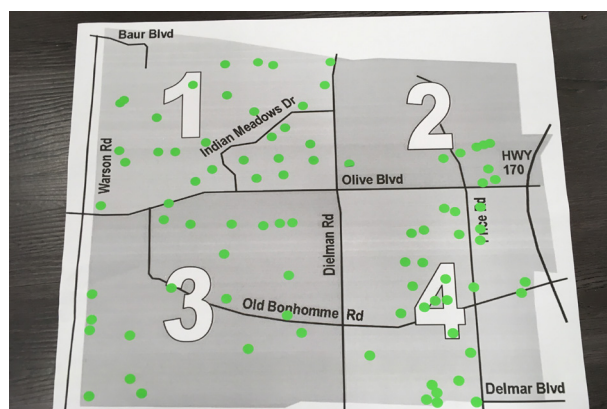 Baur Blvd
1
2
Indian Meadows Dr
Warson Rd
HWY
170
Olive Blvd
Dielman Rd
3
4
Old Bonhomme Rd
Delmar Blvd